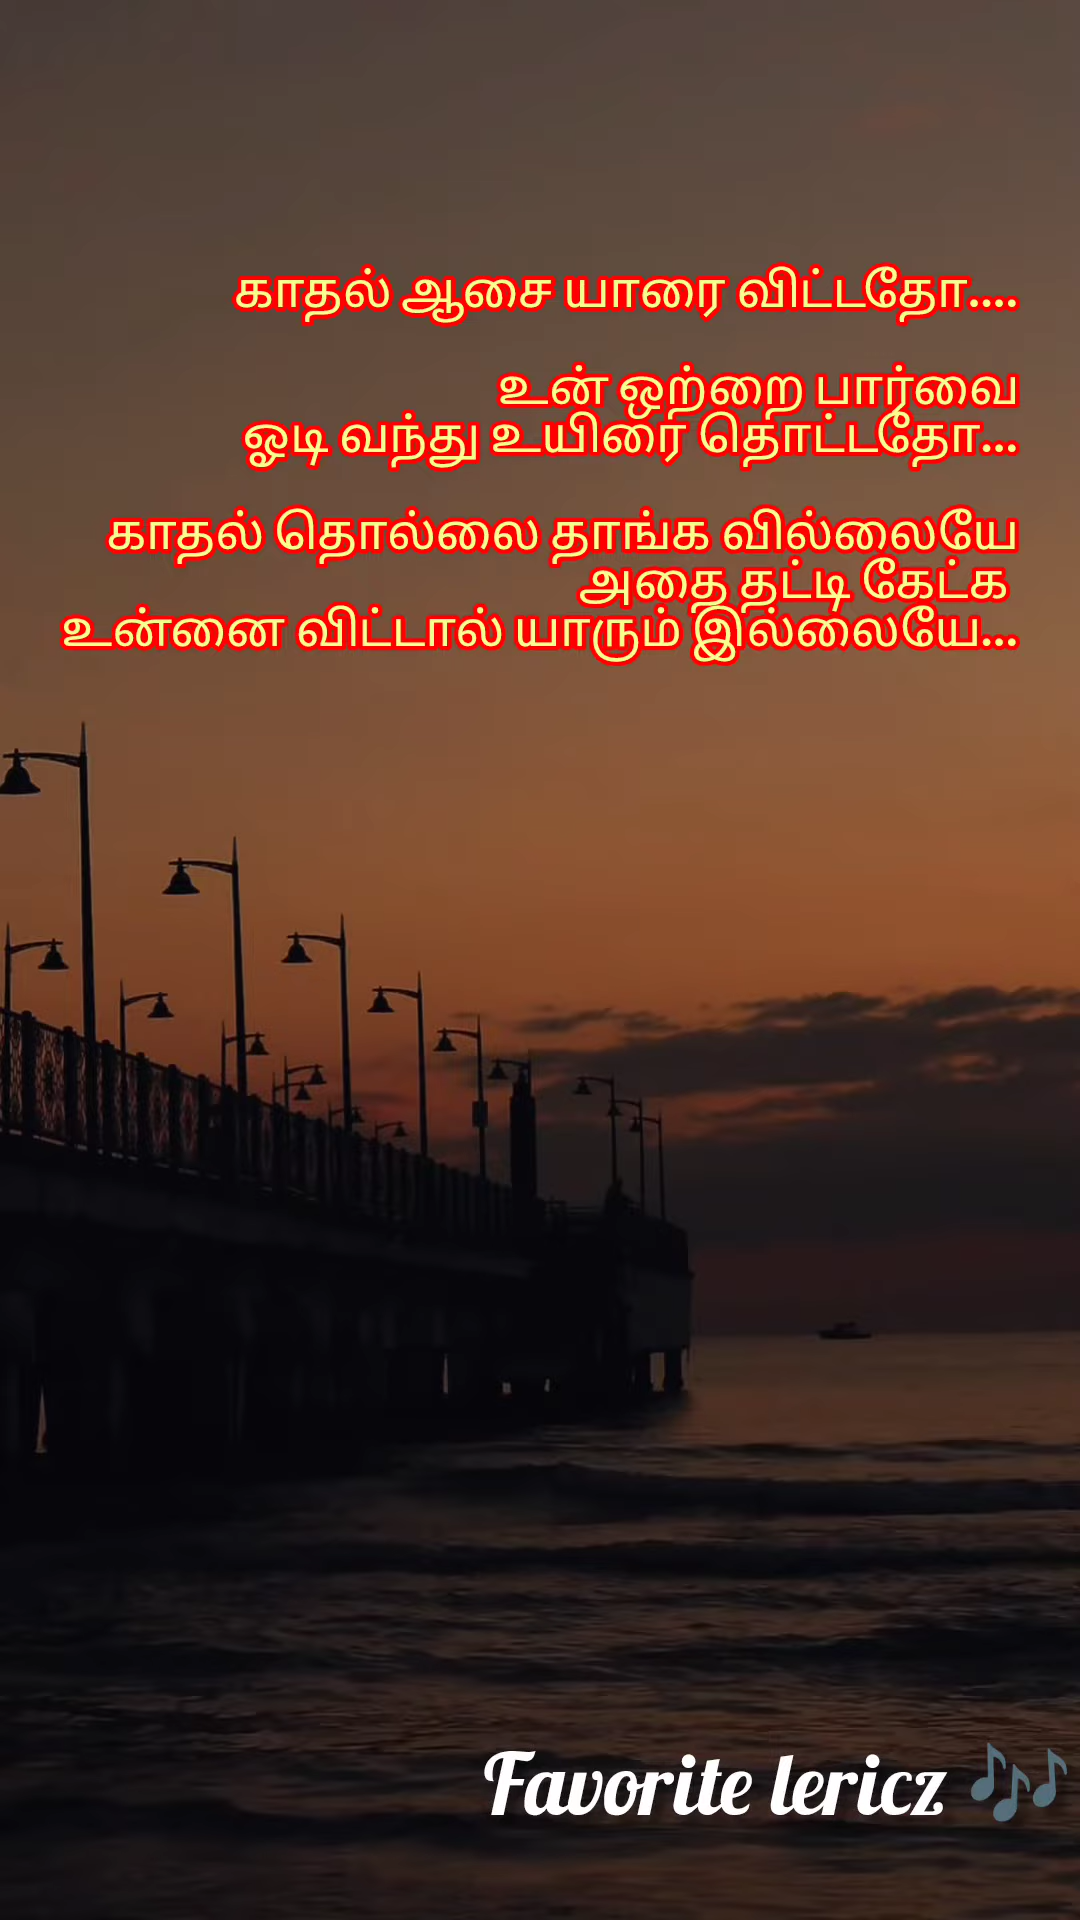 காதல் ஆசை யாரை விட்டதோ....
உன் ஒற்றை பார்வை
ஓடி வந்து உயிரை தொட்டதோ...
காதல் தொல்லை தாங்க வில்லையே
அதை தட்டி கேட்க
உன்னை விட்டால் யாரும் இல்லையே...
Favorite lericz 🎶